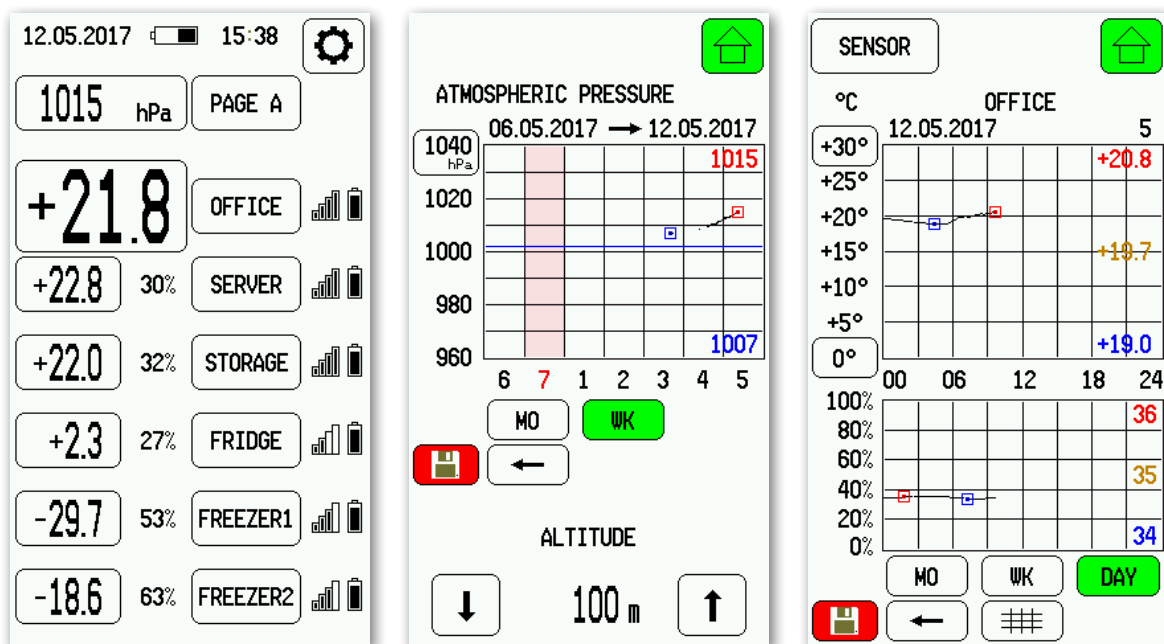 12.05.2017 15:38
1015 hPa PAGE A
+21.8 OFFICE
+22.8 30% SERVER
+22.0 32% STORAGE
+2.3 27% FRIDGE
-29.7 53% FREEZER1
-18.6 63% FREEZER2
ATMOSPHERIC PRESSURE
06.05.2017 → 12.05.2017
1040 hPa 1015
1020
1000
980
960 1007
6 7 1 2 3 4 5
MO WK
←
ALTITUDE
↓ 100 m ↑
SENSOR
°C OFFICE
12.05.2017 5
+30° +20.8
+25°
+20°
+15° +19.7
+10°
+5°
0° +19.0
00 06 12 18 24
100% 36
80%
60% 35
40%
20% 34
0%
MO WK DAY
←